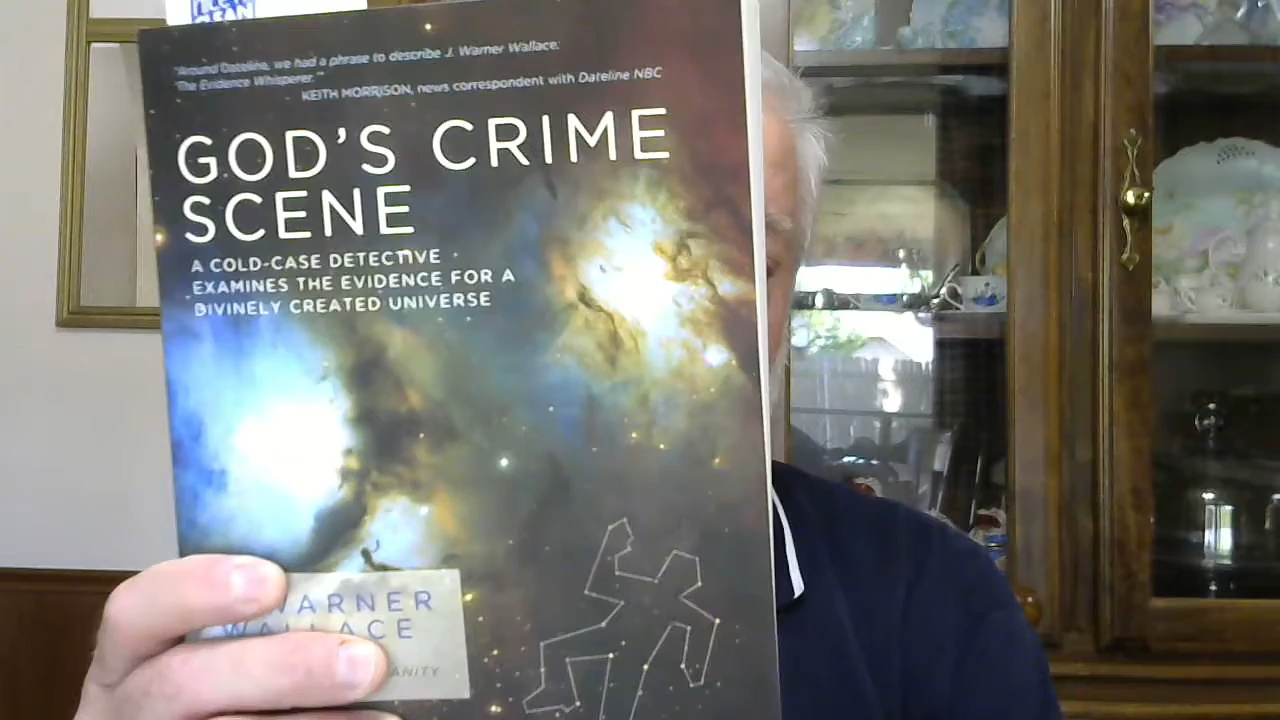 "Around Dateline, we had a phrase to describe J. Warner Wallace:
The Evidence Whisperer."
KEITH MORRISON, news correspondent with Dateline NBC
GOD'S CRIME
SCENE
A COLD-CASE DETECTIVE
EXAMINES THE EVIDENCE FOR A
DIVINELY CREATED UNIVERSE
WARNER
WALLACE
ANITY